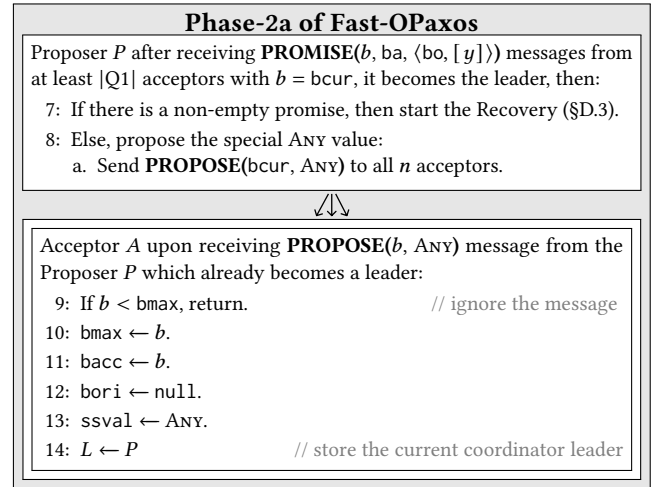 Phase-2a of Fast-OPaxos
Proposer P after receiving PROMISE(b, ba, ⟨bo, [ y]⟩) messages from
at least |Q1| acceptors with b = bcur, it becomes the leader, then:
7: If there is a non-empty promise, then start the Recovery (§D.3).
8: Else, propose the special ANY value:
a. Send PROPOSE(bcur, ANY) to all n acceptors.
Acceptor A upon receiving PROPOSE(b, ANY) message from the
Proposer P which already becomes a leader:
9: If b < bmax, return. // ignore the message
10: bmax ← b.
11: bacc ← b.
12: bori ← null.
13: ssval ← ANY.
14: L ← P // store the current coordinator leader